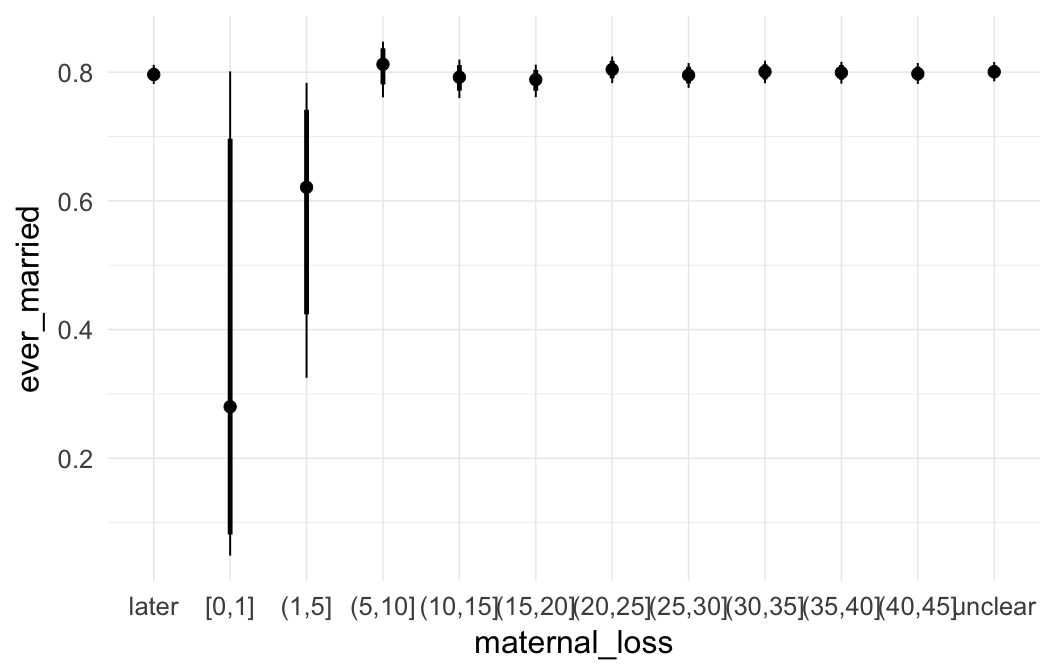 ever_married
0.8
0.6
0.4
0.2
later [0,1] (1,5] (5,10] (10,15] (15,20] (20,25] (25,30] (30,35] (35,40] (40,45] unclear
maternal_loss